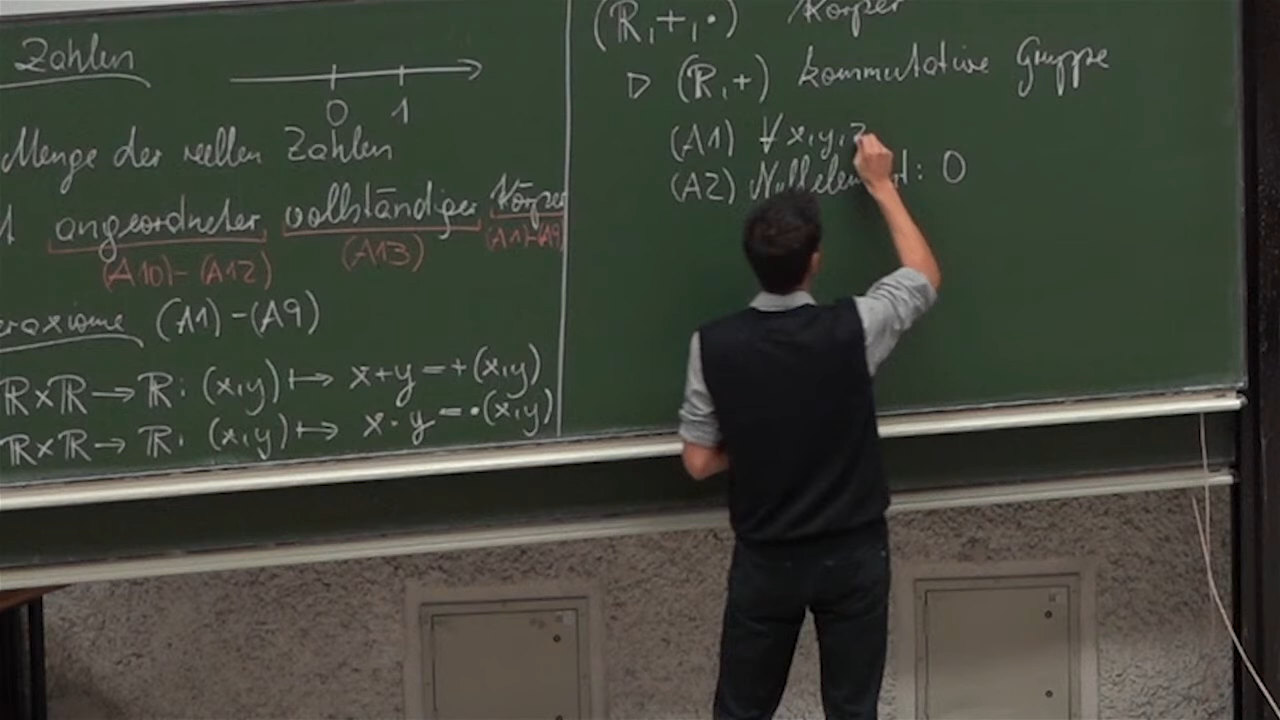 Zahlen
0 1
Menge der reellen Zahlen
angeordneter vollständiger Körper
(A10)-(A12) (A13) (A1)-(A9)
(A1)-(A9)
ℝ×ℝ → ℝ: (x,y) ↦ x+y = +(x,y)
ℝ×ℝ → ℝ: (x,y) ↦ x·y = ·(x,y)
(ℝ,+,·) Körper
▷ (ℝ,+) kommutative Gruppe
(A1) ∀ x,y,z
(A2) : 0